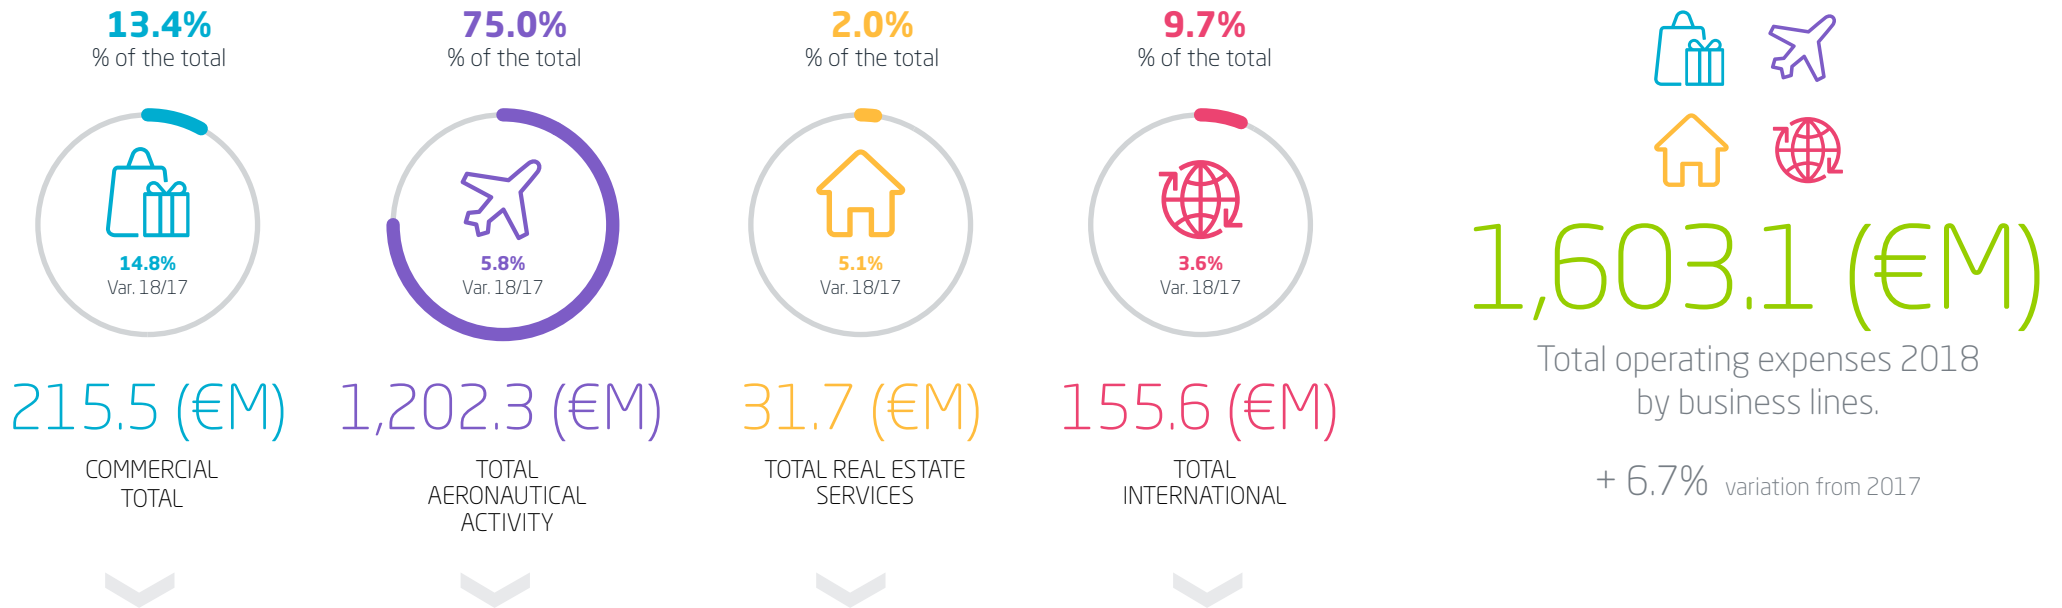 13.4%
% of the total
14.8%
Var. 18/17
215.5 (€M)
COMMERCIAL
TOTAL
75.0%
% of the total
5.8%
Var. 18/17
1,202.3 (€M)
TOTAL
AERONAUTICAL
ACTIVITY
2.0%
% of the total
5.1%
Var. 18/17
31.7 (€M)
TOTAL REAL ESTATE
SERVICES
9.7%
% of the total
3.6%
Var. 18/17
155.6 (€M)
TOTAL
INTERNATIONAL
1,603.1 (€M)
Total operating expenses 2018
by business lines.
+ 6.7% variation from 2017